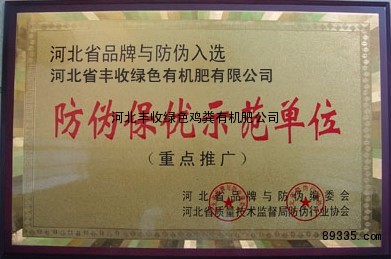 河北省品牌与防伪入选
河北省丰收绿色有机肥有限公司
防伪保优示范单位
河北丰收绿色鸡粪有机肥公司
(重点推广)
河北省品牌与防伪编委会
河北省质量技术监督局防伪行业协会
89335.com